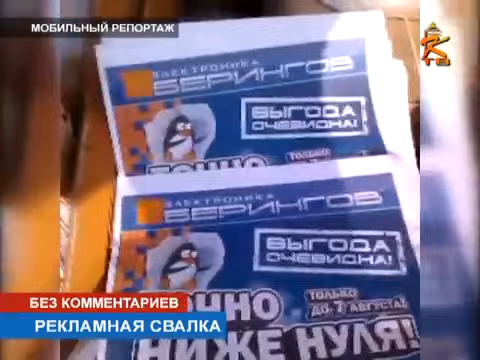 МОБИЛЬНЫЙ РЕПОРТАЖ
ЭЛЕКТРОНИКА
БЕРИНГОВ
ВЫГОДА
ОЧЕВИДНА!
ТОЛЬКО
ЭЛЕКТРОНИКА
БЕРИНГОВ
ВЫГОДА
ОЧЕВИДНА!
ТОЛЬКО
ДО 7 АВГУСТА!
НИЖЕ НУЛЯ!
БЕЗ КОММЕНТАРИЕВ
РЕКЛАМНАЯ СВАЛКА